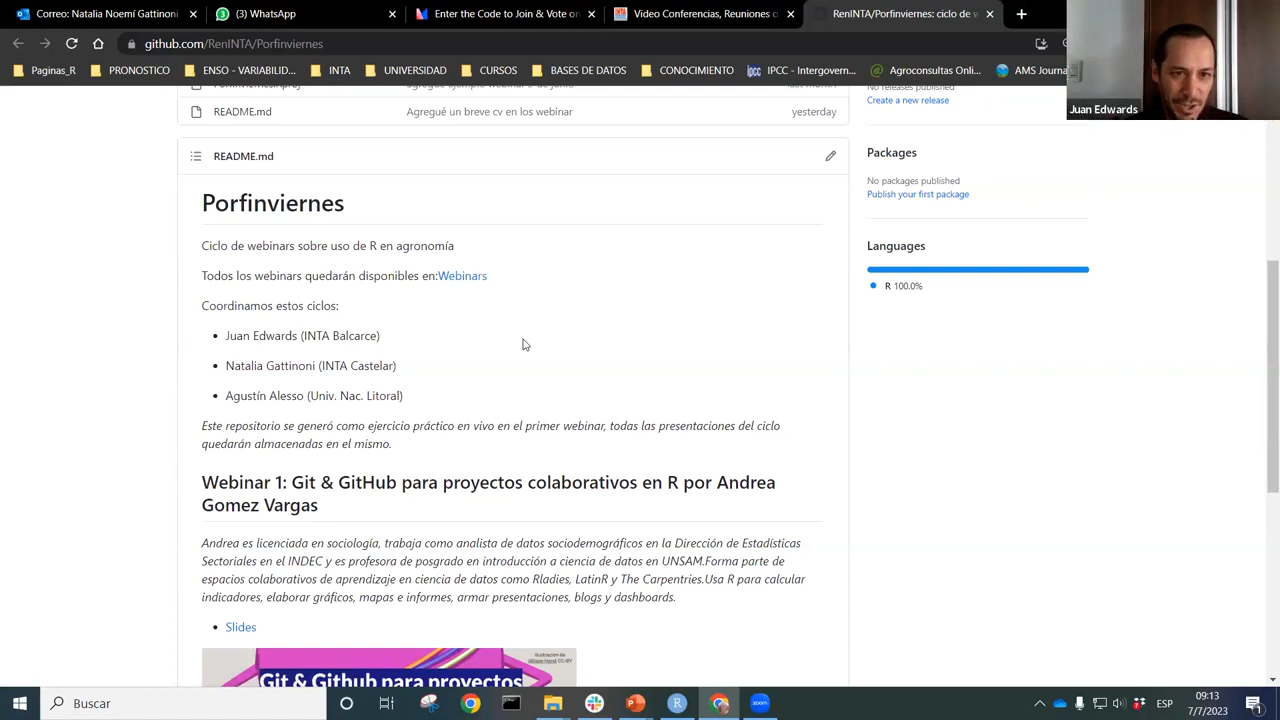 Correo: Natalia Noemí Gattinoni
(3) WhatsApp
Enter the Code to Join & Vote on
Video Conferencias, Reuniones o
RenINTA/Porfinviernes: ciclo de w
github.com/RenINTA/Porfinviernes
Paginas_R
PRONOSTICO
ENSO - VARIABILID...
INTA
UNIVERSIDAD
CURSOS
BASES DE DATOS
CONOCIMIENTO
IPCC - Intergovern...
Agroconsultas Onli...
AMS Journa
Juan Edwards
No releases published
Create a new release
README.md
Agregué un breve cv en los webinar
yesterday
README.md
Porfinviernes
Ciclo de webinars sobre uso de R en agronomía
Todos los webinars quedarán disponibles en:Webinars
Coordinamos estos ciclos:
Juan Edwards (INTA Balcarce)
Natalia Gattinoni (INTA Castelar)
Agustín Alesso (Univ. Nac. Litoral)
Este repositorio se generó como ejercicio práctico en vivo en el primer webinar, todas las presentaciones del ciclo
quedarán almacenadas en el mismo.
Webinar 1: Git & GitHub para proyectos colaborativos en R por Andrea
Gomez Vargas
Andrea es licenciada en sociología, trabaja como analista de datos sociodemográficos en la Dirección de Estadísticas
Sectoriales en el INDEC y es profesora de posgrado en introducción a ciencia de datos en UNSAM.Forma parte de
espacios colaborativos de aprendizaje en ciencia de datos como Rladies, LatinR y The Carpentries.Usa R para calcular
indicadores, elaborar gráficos, mapas e informes, armar presentaciones, blogs y dashboards.
Slides
Git & Github para proyectos
Packages
No packages published
Publish your first package
Languages
R 100.0%
Buscar
ESP
09:13
7/7/2023